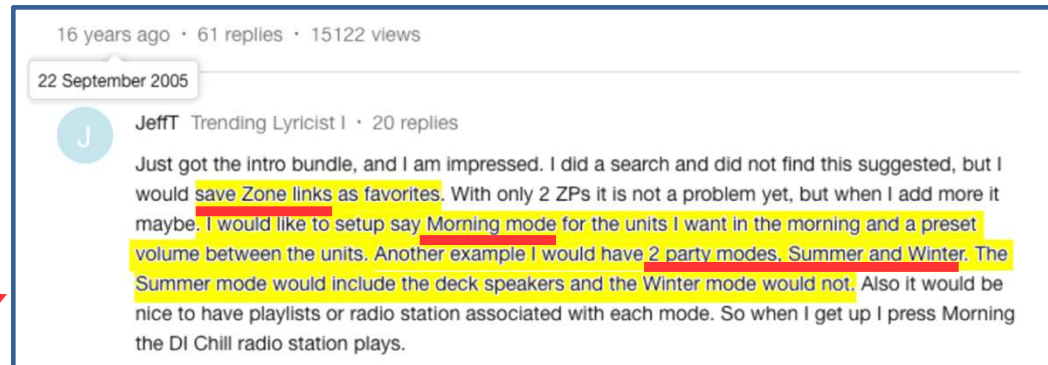 16 years ago · 61 replies · 15122 views
22 September 2005
J
JeffT Trending Lyricist I · 20 replies
Just got the intro bundle, and I am impressed. I did a search and did not find this suggested, but I
would save Zone links as favorites. With only 2 ZPs it is not a problem yet, but when I add more it
maybe. I would like to setup say Morning mode for the units I want in the morning and a preset
volume between the units. Another example I would have 2 party modes, Summer and Winter. The
Summer mode would include the deck speakers and the Winter mode would not. Also it would be
nice to have playlists or radio station associated with each mode. So when I get up I press Morning
the DI Chill radio station plays.